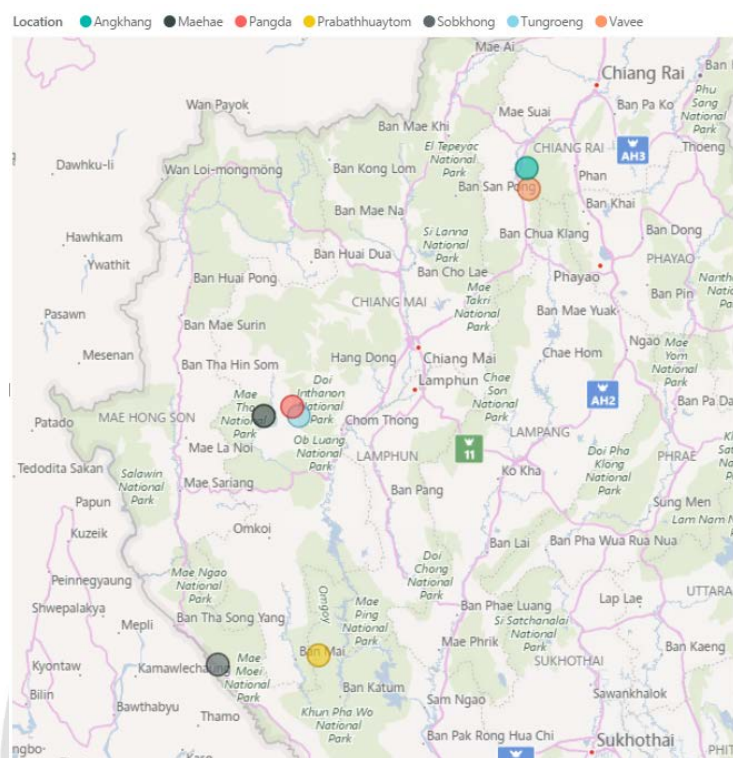 Location Angkhang Maehae Pangda Prabathhuaytom Sobkhong Tungroeng Vavee
Mae Ai
Chiang Rai
Ban
Wan Payok
Mae Suai
Ban Pa Ko
Phu
Sang
National
Park
Ban Mae Khi
El Tepeyac
National
Park
CHIANG RAI
AH3
Thoeng
Dawhku-li
Wan Loi-mongmöng
Ban Kong Lom
Ban San Pong
Phan
Ban Khai
Ban Mae Na
Si Lanna
National
Park
Ban Chua Klang
Ban Dong
Hawkham
Ywathit
Ban Huai Dua
PHAYAO
Ban Huai Pong
Ban Cho Lae
Phayao
Ban Pin
CHIANG MAI
Mae
Takri
National
Park
Ban Mae Yuak
Pasawn
Ban Mae Surin
Ngao
Mae
Yom
National
Park
Mesenan
Hang Dong
Chiang Mai
Chae Hom
Ban Tha Hin Som
Lamphun
Chae
Son
National
Park
AH2
Doi
Inthanon
National
Park
Mae
National
Park
Ban Pa Da
Patado
MAE HONG SON
Chom Thong
LAMPANG
Ob Luang
National
Park
LAMPHUN
11
Doi Pha
Klong
National
Park
PHRAE
Mae La Noi
Tedodita Sakan
Salawin
National
Park
Ko Kha
Mae Sariang
Ban Pang
Sung Men
Papun
Omkoi
Lam Nam N
Kuzeik
Ban Lai
Ban Pha Wua Rua Nua
Doi
Chong
National
Park
Peinnegyaung
Mae Ngao
National
Park
Omgoy
Mae
Ping
National
Park
UTTARA
Shwepalakya
Ban Phae Luang
Lap Lae
Mepli
Ban Tha Song Yang
Si Satchanalai
National
Park
Mae Phrik
Ban Kaeng
Ban Mai
Kyontaw
Kamawlechaung
Mae
Moei
National
Park
SUKHOTHAI
Bilin
Bawthabyu
Ban Katum
Sawankhalok
Sam Ngao
Thamo
Khun Pha Wo
National
Park
Ban Pak Rong Hua Chi
Sukhothai